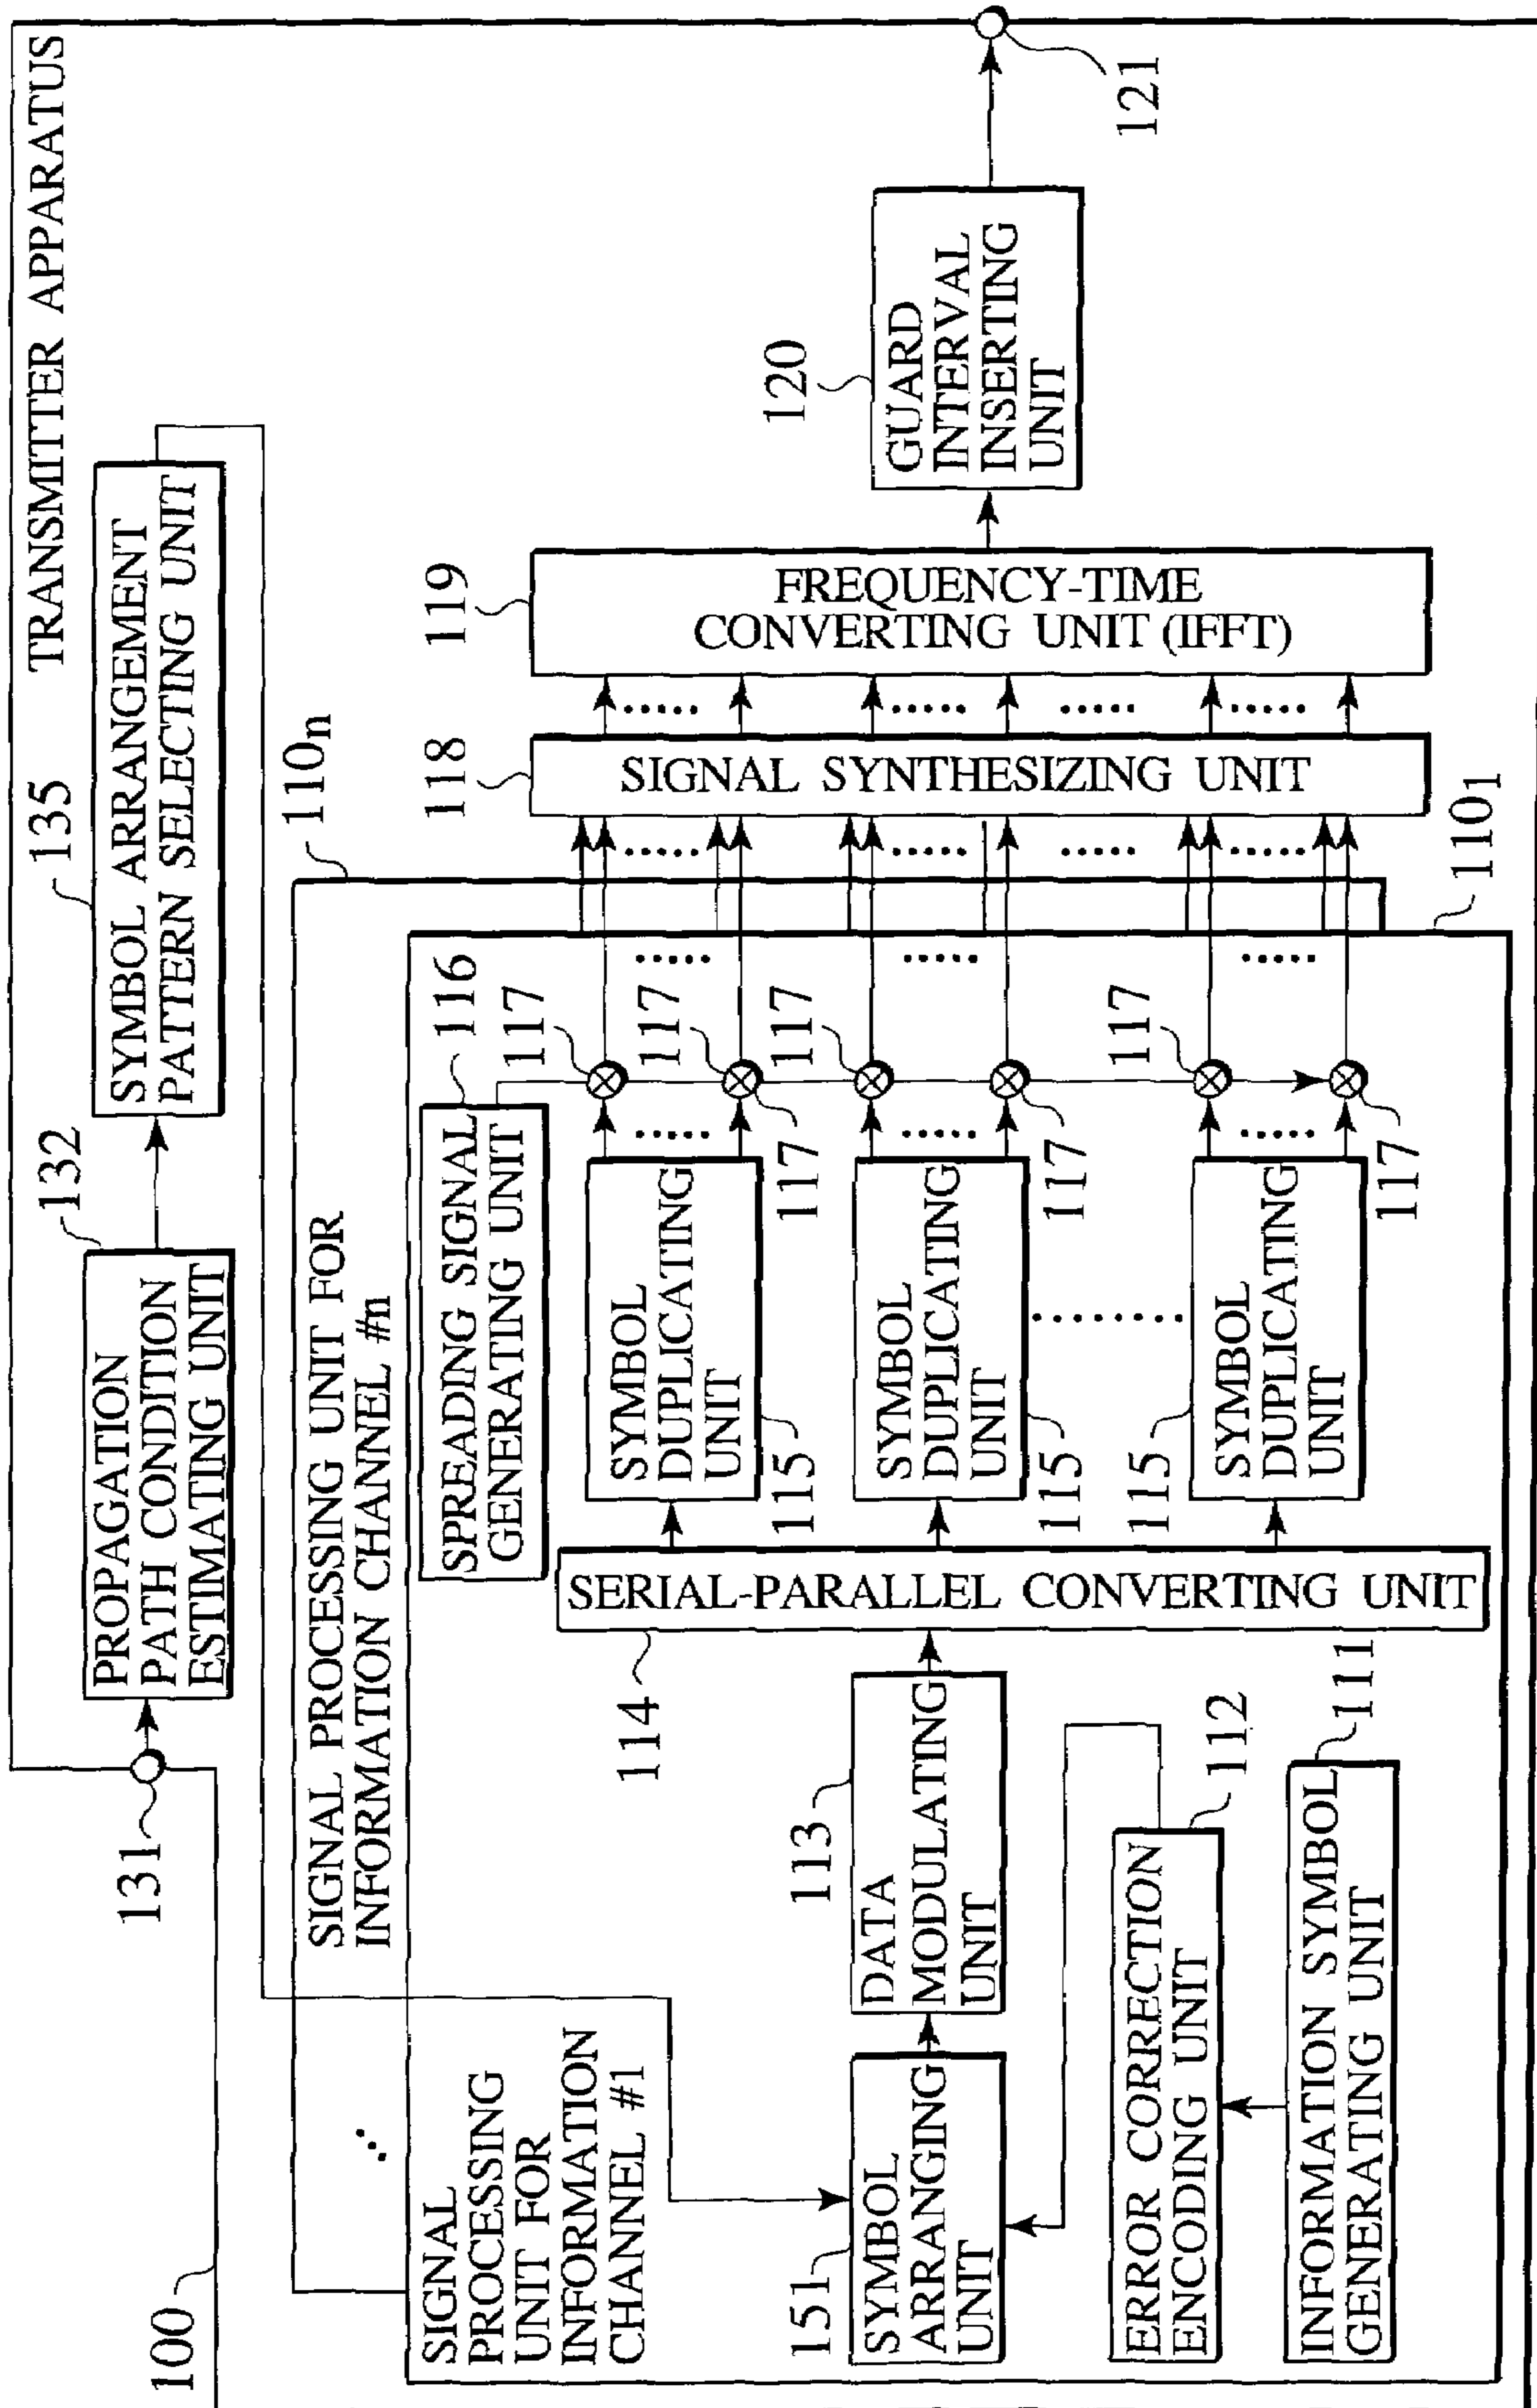 100
TRANSMITTER APPARATUS
131
132
PROPAGATION
PATH CONDITION
ESTIMATING UNIT
135
SYMBOL ARRANGEMENT
PATTERN SELECTING UNIT
110n
SIGNAL PROCESSING UNIT FOR
INFORMATION CHANNEL #n
SIGNAL
PROCESSING
UNIT FOR
INFORMATION
CHANNEL #1
110₁
SPREADING SIGNAL
GENERATING UNIT
116
117
117
117
117
117
117
117
SYMBOL
DUPLICATING
UNIT
115
SYMBOL
DUPLICATING
UNIT
115
SYMBOL
DUPLICATING
UNIT
115
SERIAL-PARALLEL CONVERTING UNIT
114
151
SYMBOL
ARRANGING
UNIT
113
DATA
MODULATING
UNIT
ERROR CORRECTION
ENCODING UNIT
112
INFORMATION SYMBOL
GENERATING UNIT
111
118
SIGNAL SYNTHESIZING UNIT
119
FREQUENCY-TIME
CONVERTING UNIT (IFFT)
120
GUARD
INTERVAL
INSERTING
UNIT
121